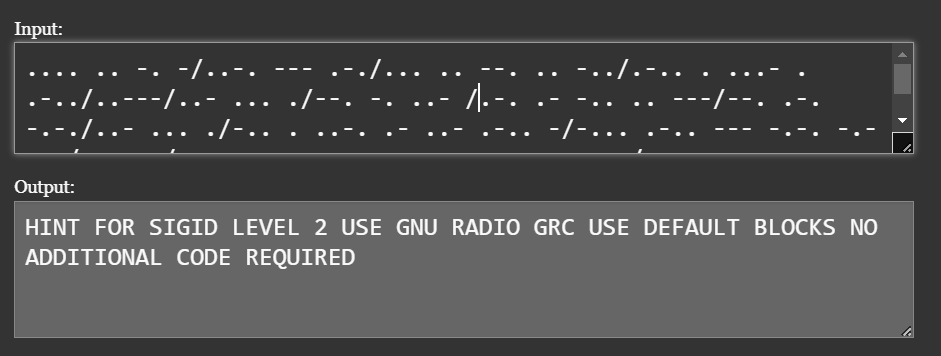 Input:
.... .. -. -/..-. --- .-./... .. --. .. -../.-.. . ...- .
.-../..---/..- ... ./--. -. ..- /.-. .- -.. .. ---/--. .-.
-.-./..- ... ./-.. . ..-. .- ..- .-.. -/-... .-.. --- -.-. -.-
Output:
HINT FOR SIGID LEVEL 2 USE GNU RADIO GRC USE DEFAULT BLOCKS NO
ADDITIONAL CODE REQUIRED